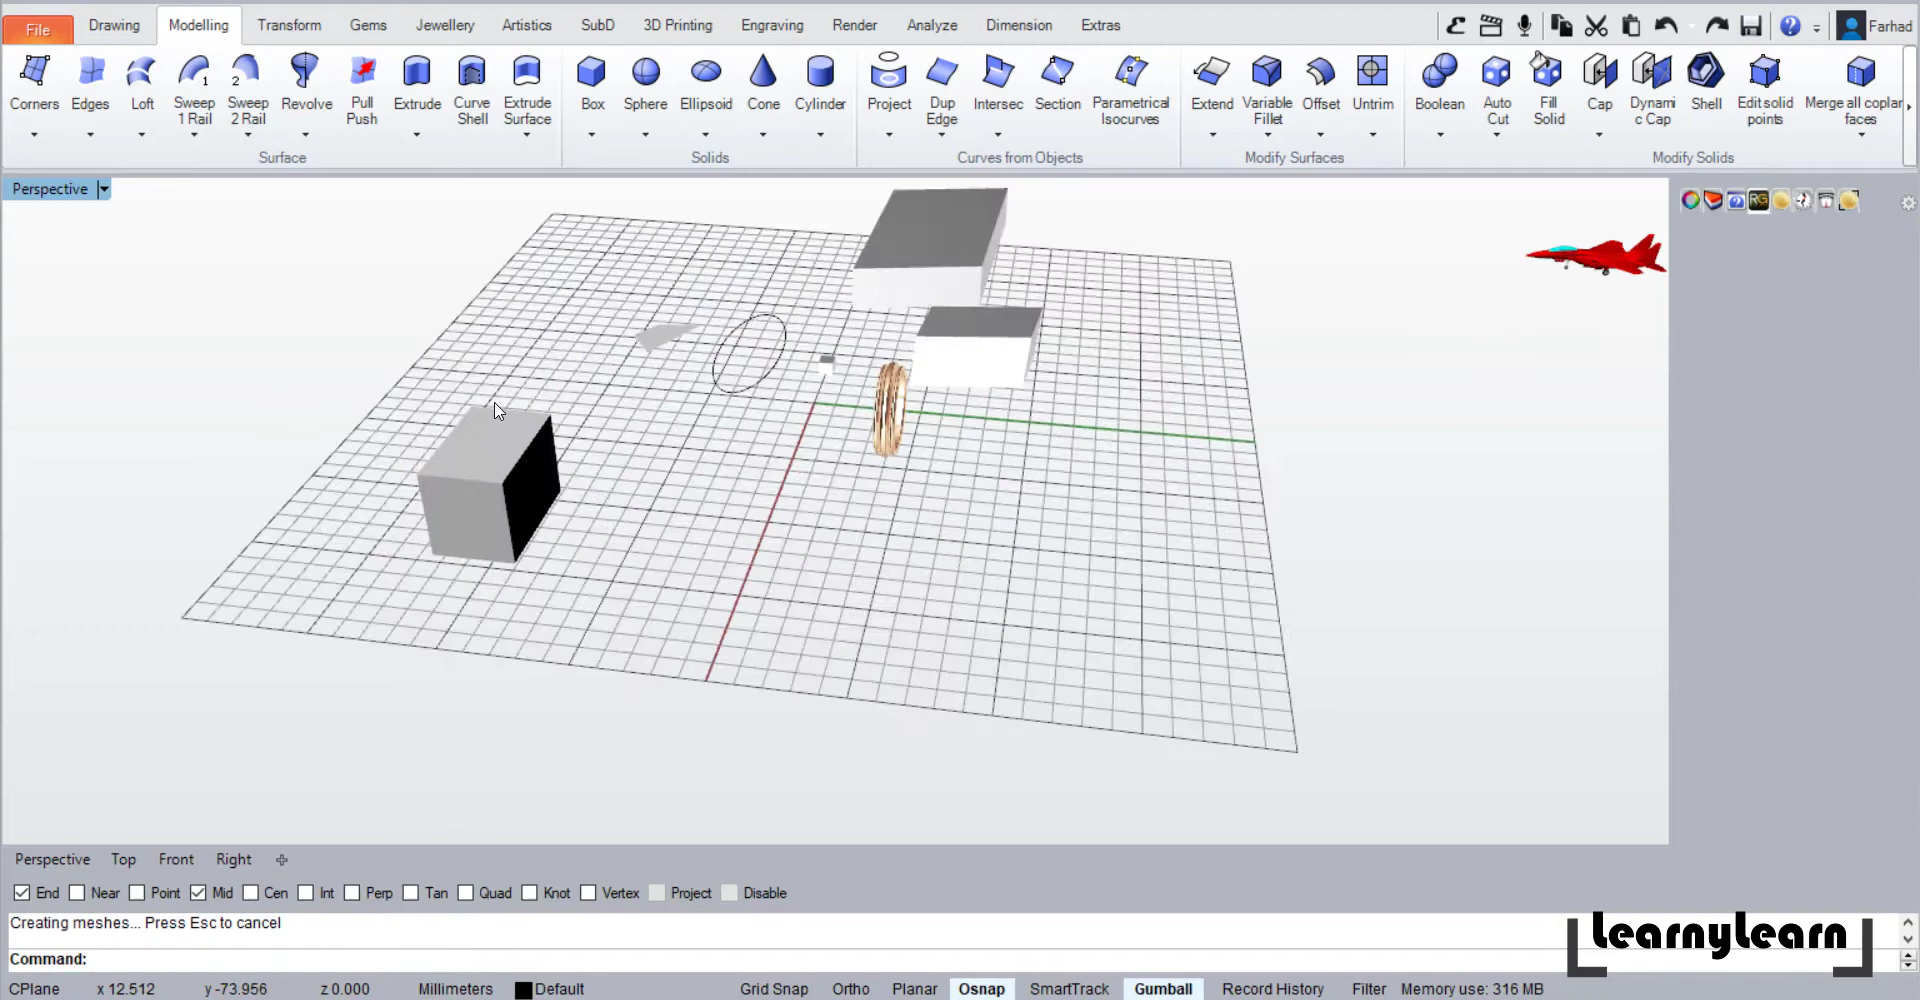 File Drawing Modelling Transform Gems Jewellery Artistics SubD 3D Printing Engraving Render Analyze Dimension Extras Farhad
Corners Edges Loft Sweep 1 Rail Sweep 2 Rail Revolve Pull Push Extrude Curve Shell Extrude Surface Box Sphere Ellipsoid Cone Cylinder Project Dup Edge Intersec Section Parametrical Isocurves Extend Variable Fillet Offset Untrim Boolean Auto Cut Fill Solid Cap Dynami c Cap Shell Edit solid points Merge all coplar faces
Surface Solids Curves from Objects Modify Surfaces Modify Solids
Perspective
Perspective Top Front Right
End Near Point Mid Cen Int Perp Tan Quad Knot Vertex Project Disable
Creating meshes... Press Esc to cancel
LearnyLearn
Command:
CPlane x 12.512 y -73.956 z 0.000 Millimeters Default Grid Snap Ortho Planar Osnap SmartTrack Gumball Record History Filter Memory use: 316 MB